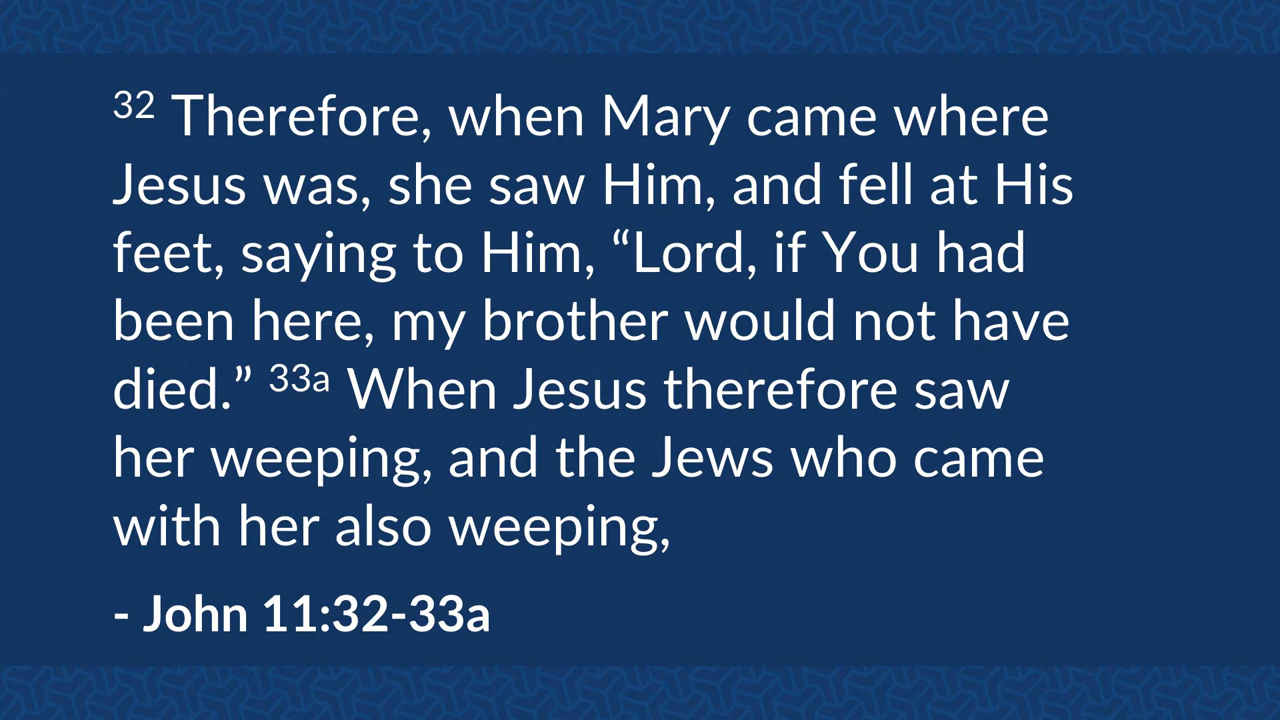 32 Therefore, when Mary came where
Jesus was, she saw Him, and fell at His
feet, saying to Him, “Lord, if You had
been here, my brother would not have
died.” 33a When Jesus therefore saw
her weeping, and the Jews who came
with her also weeping,
- John 11:32-33a